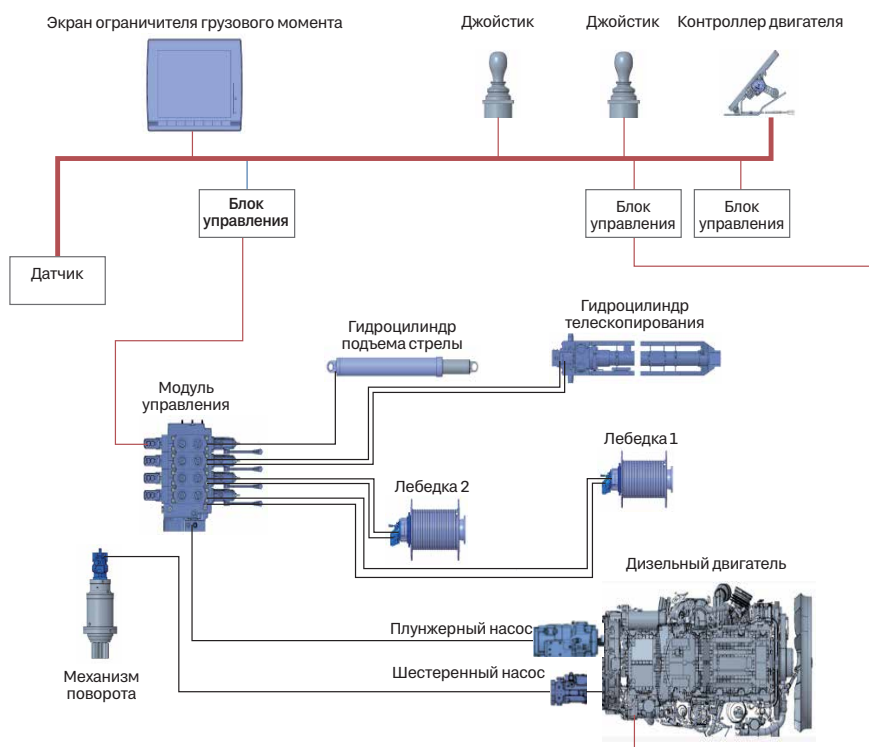 Экран ограничителя грузового момента
Джойстик
Джойстик
Контроллер двигателя
Блок
управления
Блок
управления
Блок
управления
Датчик
Гидроцилиндр
подъема стрелы
Гидроцилиндр
телескопирования
Модуль
управления
Лебедка 1
Лебедка 2
Дизельный двигатель
Плунжерный насос
Шестеренный насос
Механизм
поворота